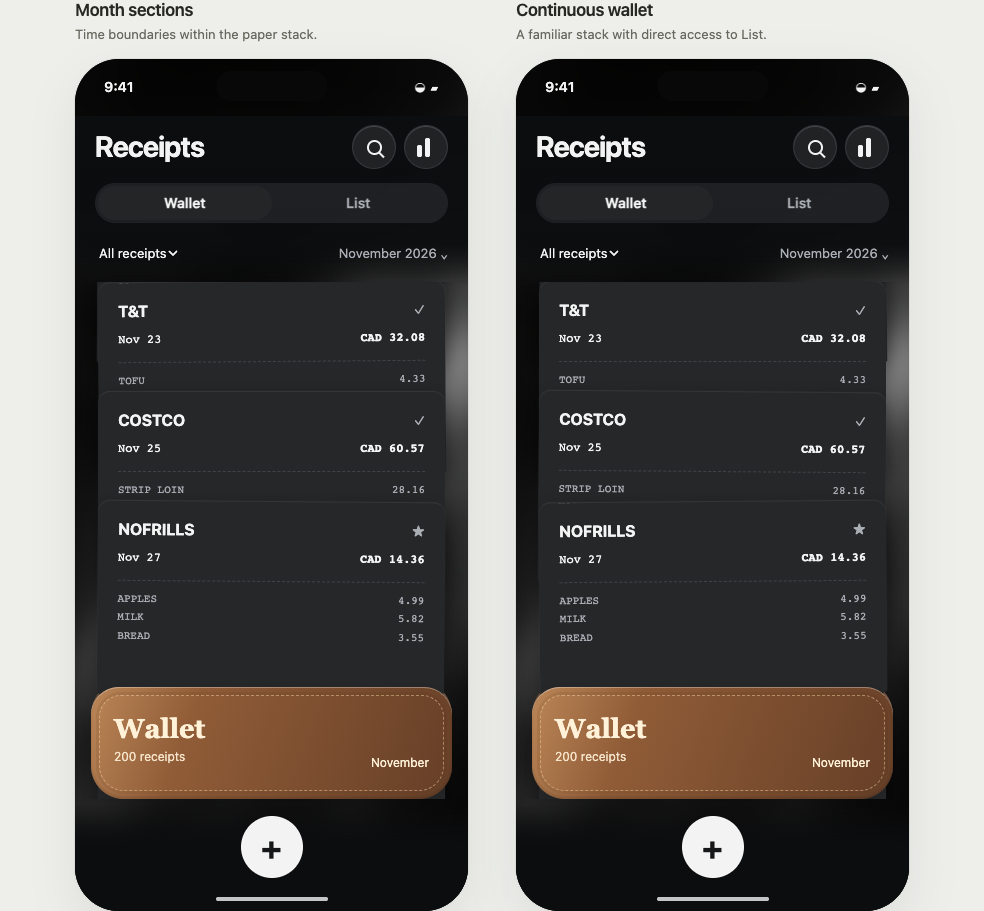 Month sections
Time boundaries within the paper stack.
9:41
Receipts
Wallet List
All receipts November 2026
T&T
Nov 23 CAD 32.08
TOFU 4.33
COSTCO
Nov 25 CAD 60.57
STRIP LOIN 28.16
NOFRILLS
Nov 27 CAD 14.36
APPLES 4.99
MILK 5.82
BREAD 3.55
Wallet
200 receipts
November
+
Continuous wallet
A familiar stack with direct access to List.
9:41
Receipts
Wallet List
All receipts November 2026
T&T
Nov 23 CAD 32.08
TOFU 4.33
COSTCO
Nov 25 CAD 60.57
STRIP LOIN 28.16
NOFRILLS
Nov 27 CAD 14.36
APPLES 4.99
MILK 5.82
BREAD 3.55
Wallet
200 receipts
November
+